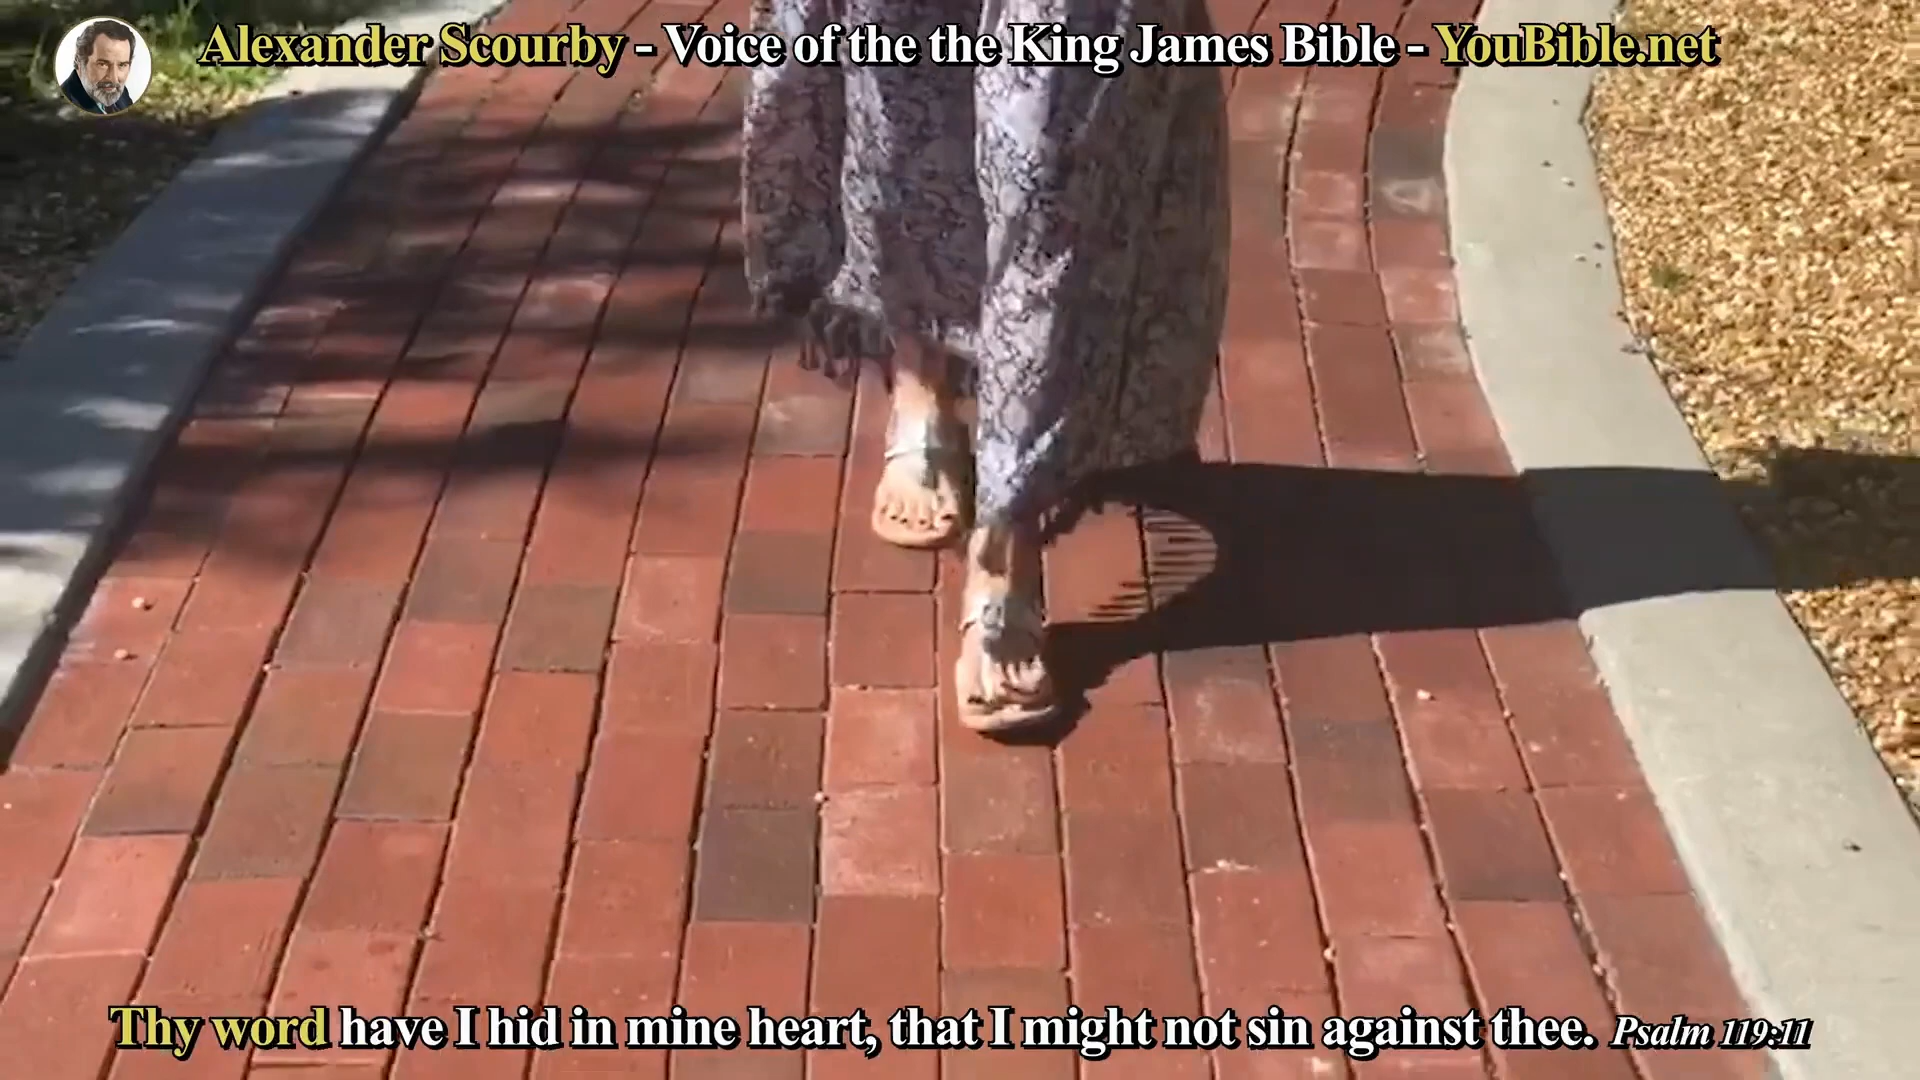 Alexander Scourby - Voice of the the King James Bible - YouBible.net
Thy word have I hid in mine heart, that I might not sin against thee. Psalm 119:11